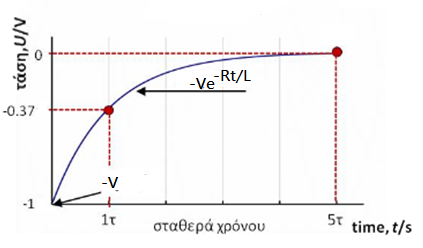 τάση,U/V
0
-Ve-Rt/L
-0.37
-V
-1
1τ
σταθερά χρόνου
5τ
time, t/s